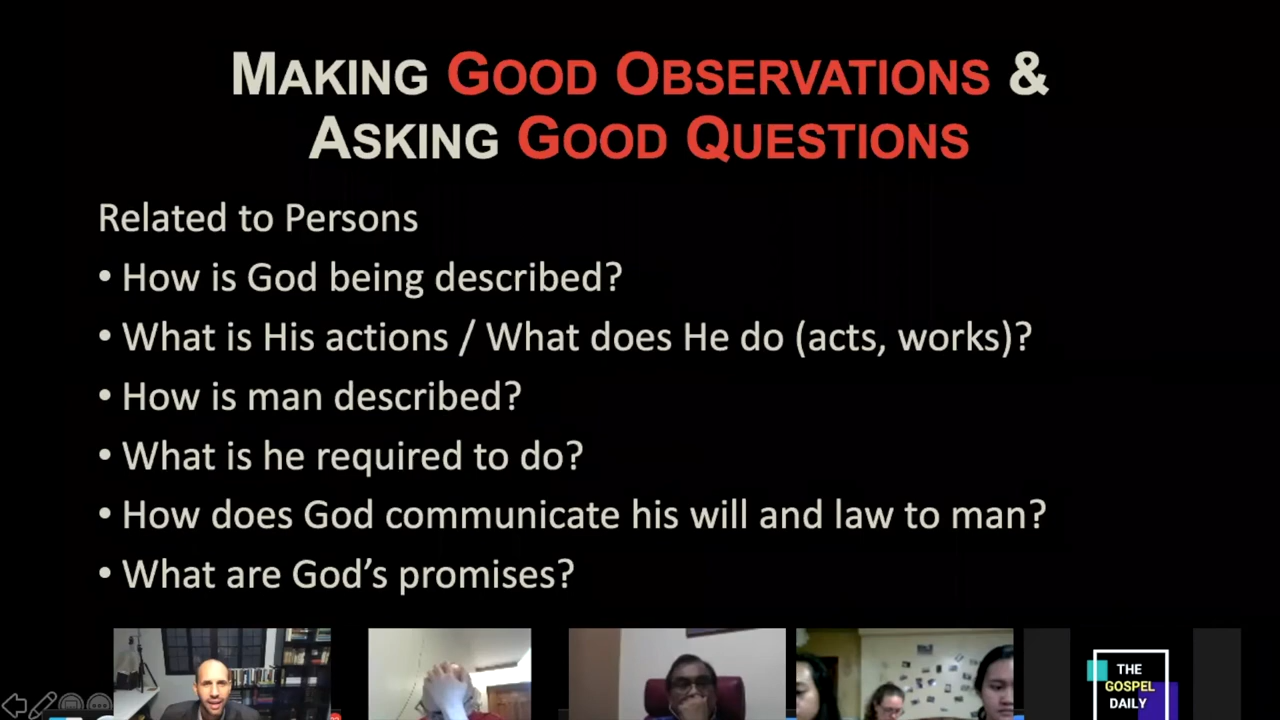 MAKING GOOD OBSERVATIONS &
ASKING GOOD QUESTIONS
Related to Persons
• How is God being described?
• What is His actions / What does He do (acts, works)?
• How is man described?
• What is he required to do?
• How does God communicate his will and law to man?
• What are God’s promises?
THE
GOSPEL
DAILY